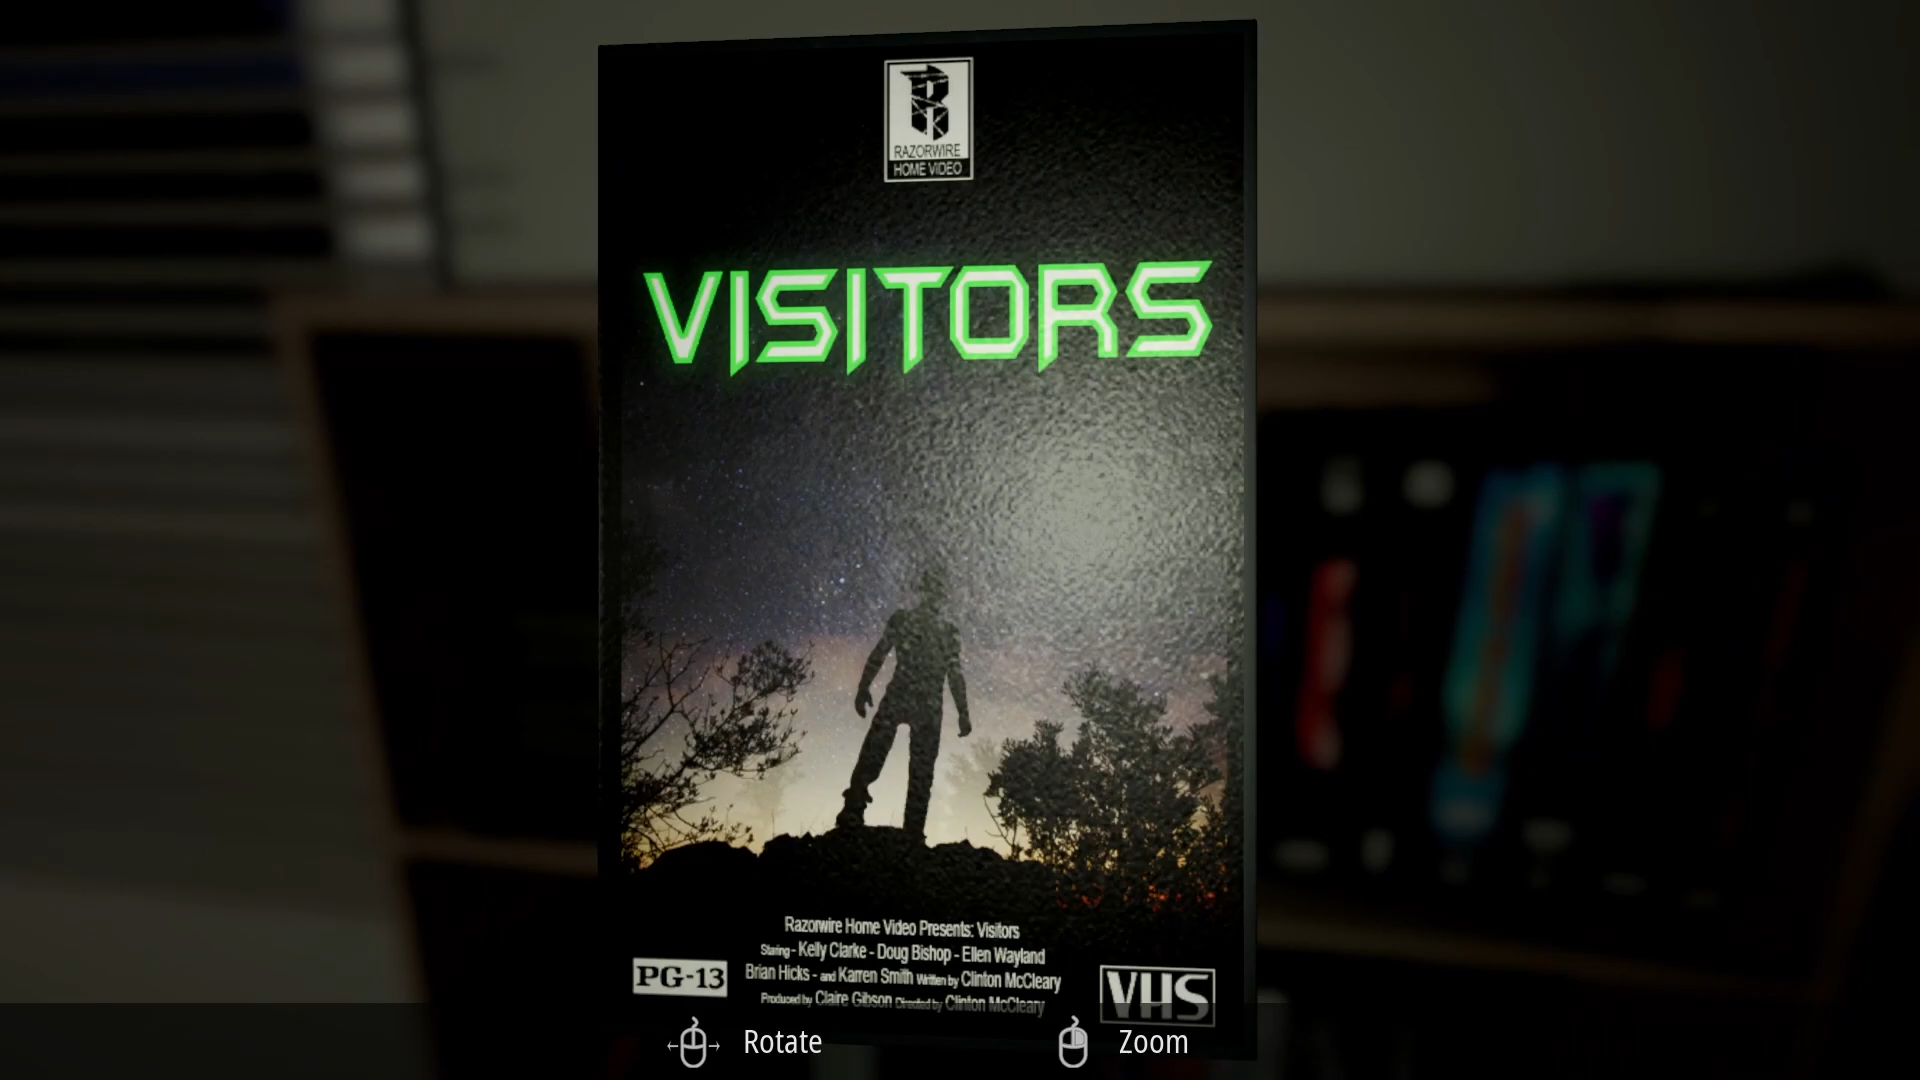 RAZORWIRE
HOME VIDEO
VISITORS
Razorwire Home Video Presents: Visitors
Staring - Kelly Clarke - Doug Bishop - Ellen Wayland
Brian Hicks - and Karren Smith Written by Clinton McCleary
Produced by Claire Gibson Directed by Clinton McCleary
PG-13
VHS
Rotate
Zoom